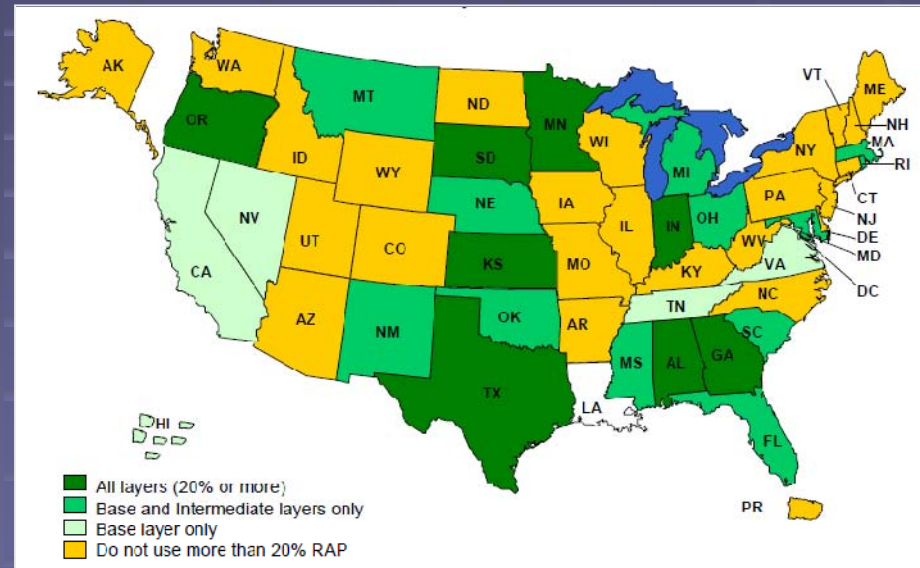 AK
WA
MT
ND
MN
VT
ME
NH
MA
RI
OR
ID
WY
SD
WI
MI
NY
CT
NJ
DE
MD
DC
NV
CA
UT
CO
NE
IA
IL
IN
OH
PA
WV
VA
KS
MO
KY
AZ
NM
OK
AR
TN
NC
SC
TX
LA
MS
AL
GA
FL
HI
PR
All layers (20% or more)
Base and Intermediate layers only
Base layer only
Do not use more than 20% RAP